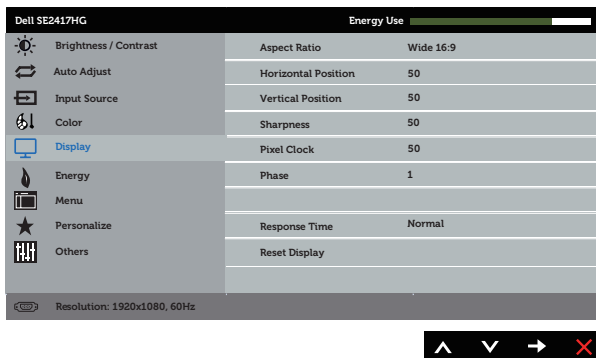 Dell SE2417HG Energy Use
Brightness / Contrast
Auto Adjust
Input Source
Color
Display
Energy
Menu
Personalize
Others
Aspect Ratio Wide 16:9
Horizontal Position 50
Vertical Position 50
Sharpness 50
Pixel Clock 50
Phase 1
Response Time Normal
Reset Display
Resolution: 1920x1080, 60Hz